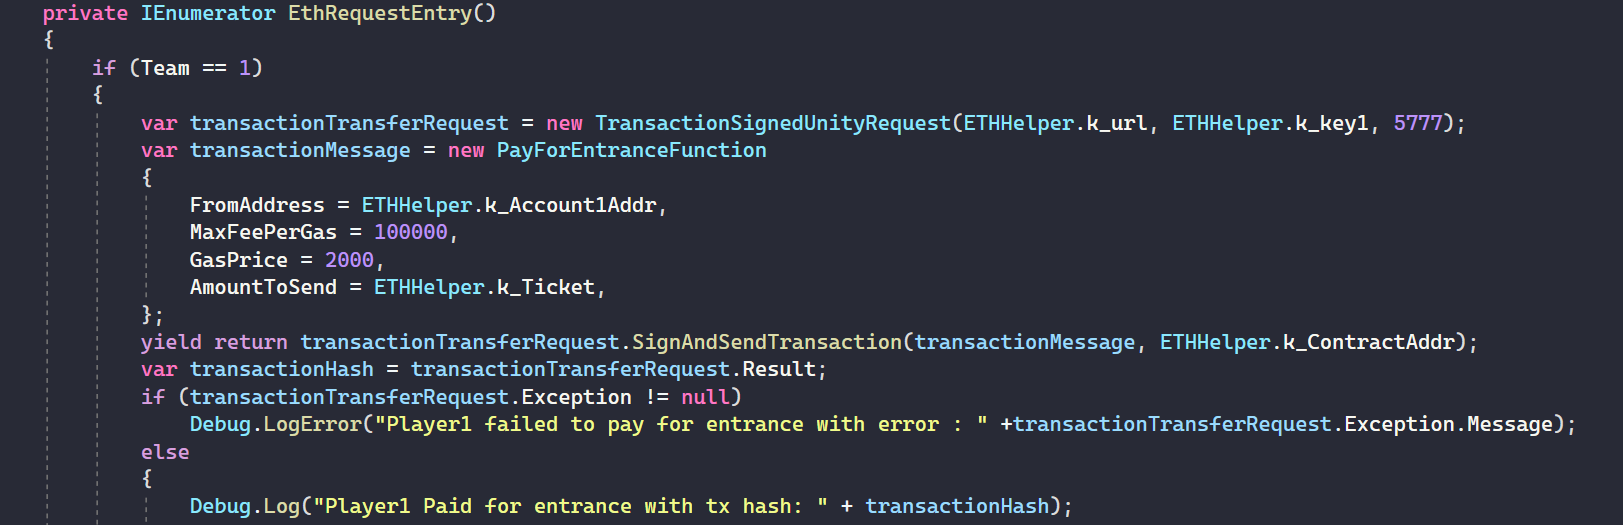 private IEnumerator EthRequestEntry()
{
if (Team == 1)
{
var transactionTransferRequest = new TransactionSignedUnityRequest(ETHHelper.k_url, ETHHelper.k_key1, 5777);
var transactionMessage = new PayForEntranceFunction
{
FromAddress = ETHHelper.k_Account1Addr,
MaxFeePerGas = 100000,
GasPrice = 2000,
AmountToSend = ETHHelper.k_Ticket,
};
yield return transactionTransferRequest.SignAndSendTransaction(transactionMessage, ETHHelper.k_ContractAddr);
var transactionHash = transactionTransferRequest.Result;
if (transactionTransferRequest.Exception != null)
Debug.LogError("Player1 failed to pay for entrance with error : " +transactionTransferRequest.Exception.Message);
else
{
Debug.Log("Player1 Paid for entrance with tx hash: " + transactionHash);